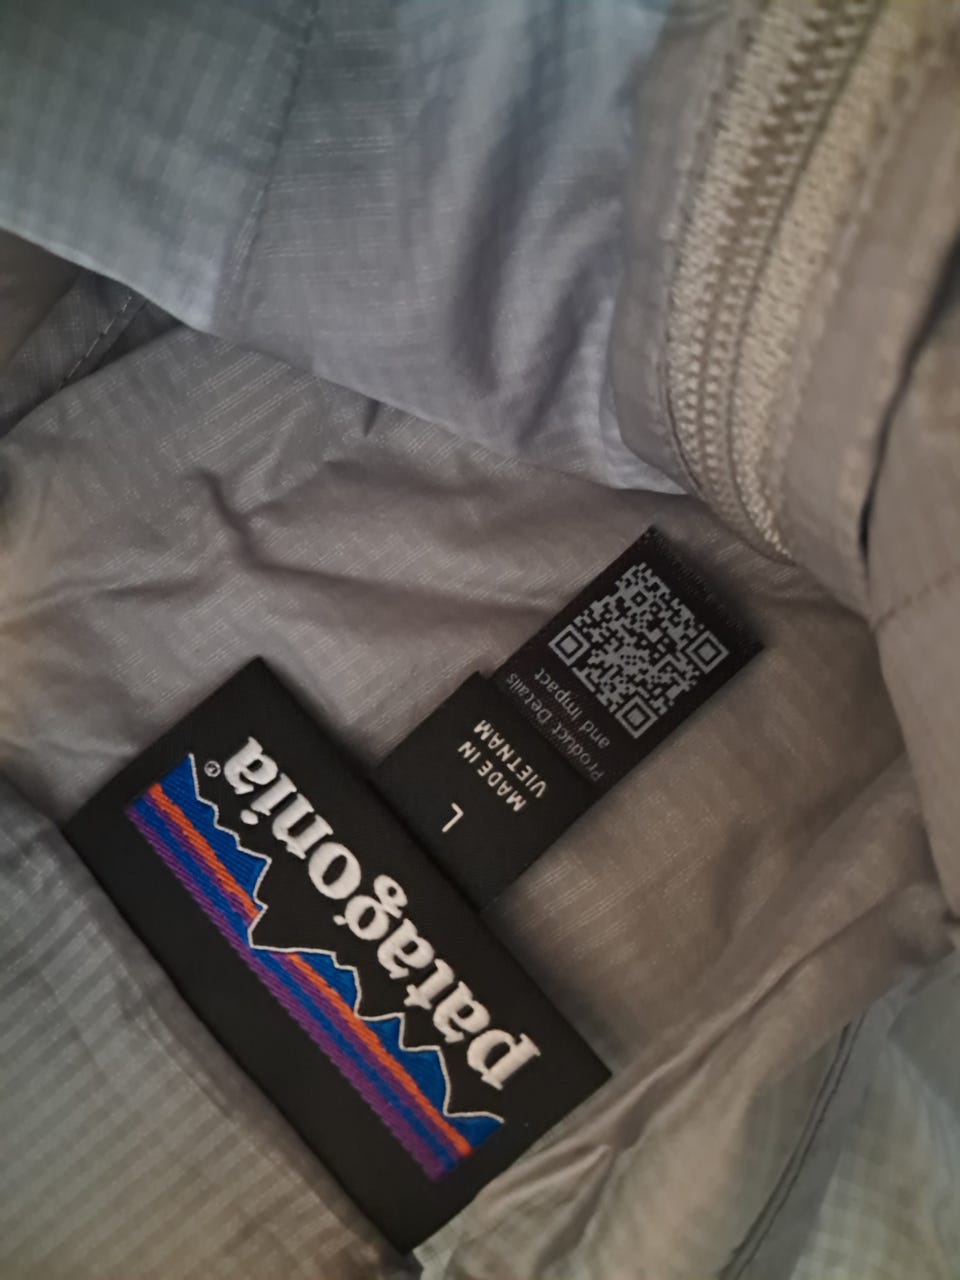 patagonia®
L
MADE IN
VIETNAM
Product Details
and Impact